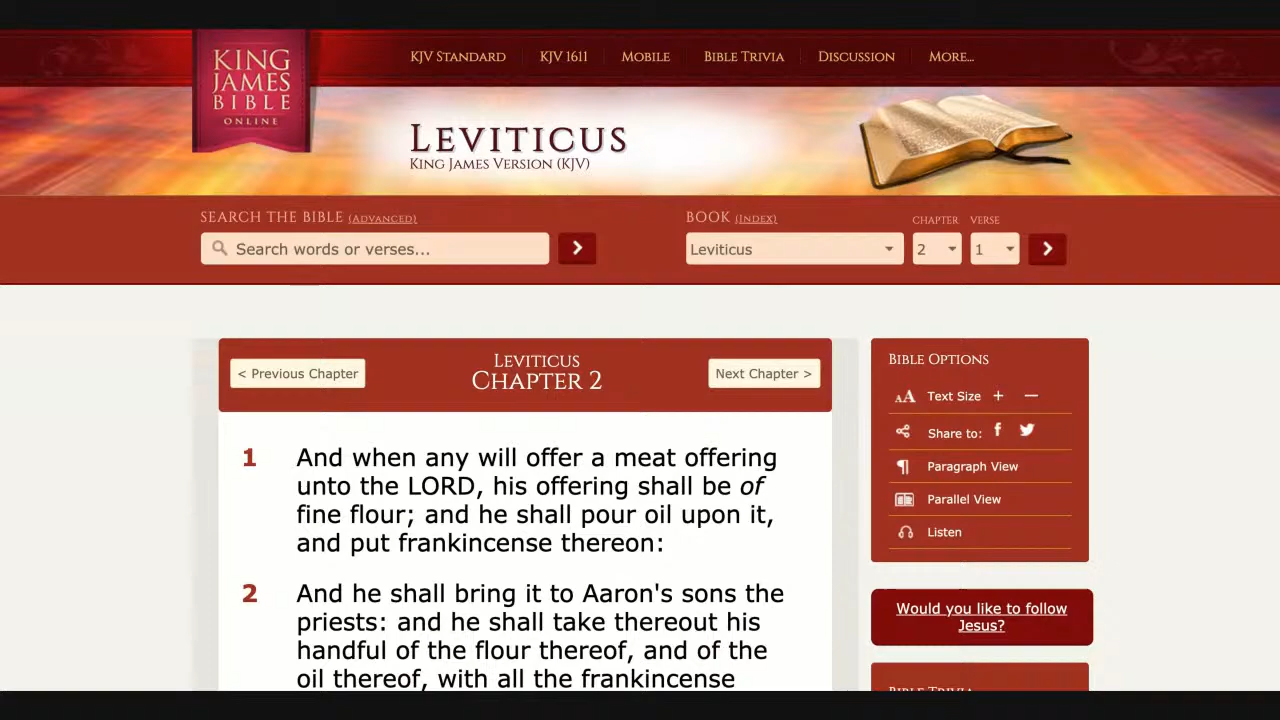 KING
JAMES
BIBLE
ONLINE
KJV STANDARD KJV 1611 MOBILE BIBLE TRIVIA DISCUSSION MORE...
LEVITICUS
KING JAMES VERSION (KJV)
SEARCH THE BIBLE (ADVANCED)
Search words or verses...
BOOK (INDEX) CHAPTER VERSE
Leviticus 2 1
< Previous Chapter
LEVITICUS
CHAPTER 2
Next Chapter >
1 And when any will offer a meat offering
unto the LORD, his offering shall be of
fine flour; and he shall pour oil upon it,
and put frankincense thereon:
2 And he shall bring it to Aaron's sons the
priests: and he shall take thereout his
handful of the flour thereof, and of the
oil thereof, with all the frankincense
BIBLE OPTIONS
AA Text Size + —
Share to:
Paragraph View
Parallel View
Listen
Would you like to follow
Jesus?
BIBLE TRIVIA